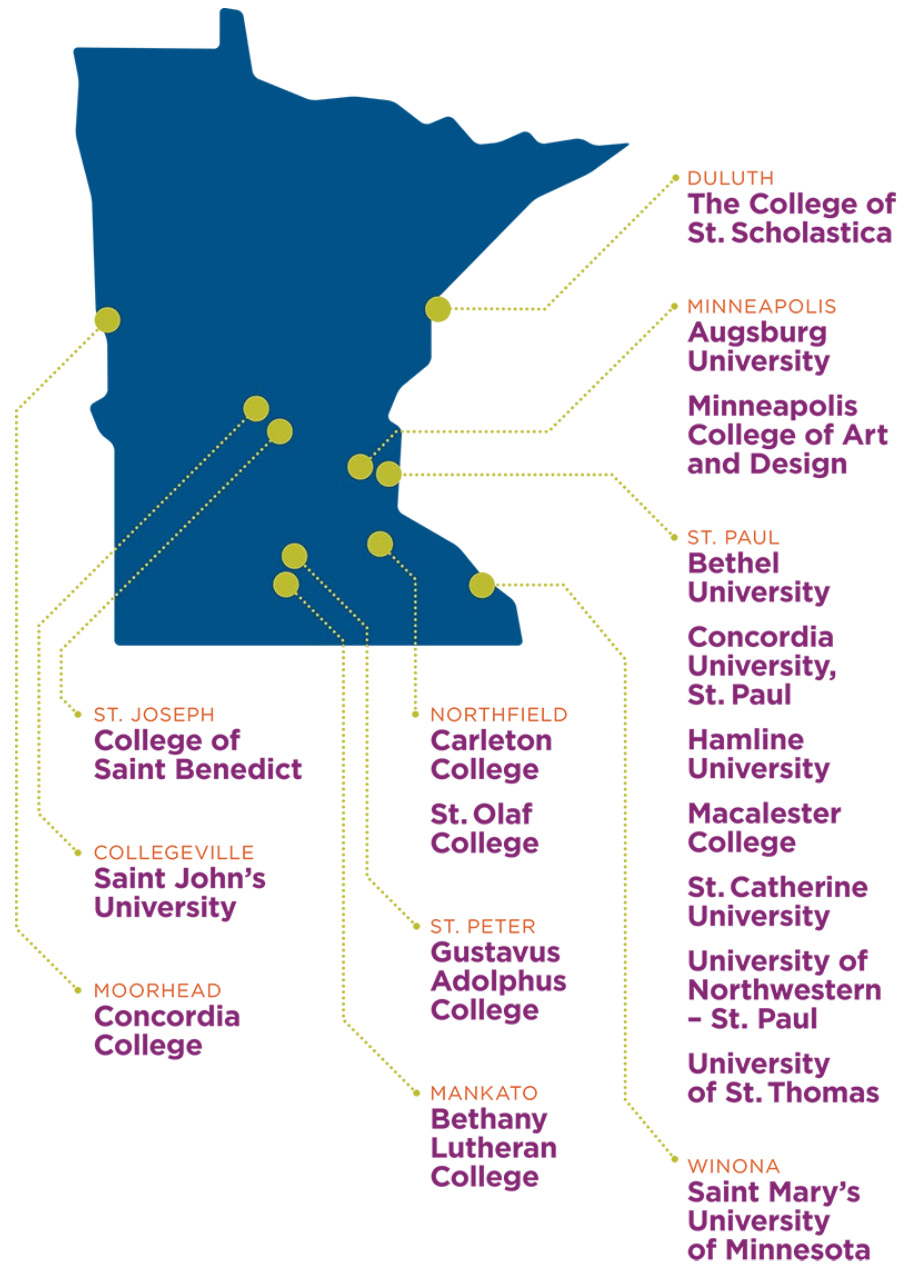 DULUTH
The College of
St. Scholastica
MINNEAPOLIS
Augsburg
University
Minneapolis
College of Art
and Design
ST. PAUL
Bethel
University
Concordia
University,
St. Paul
Hamline
University
Macalester
College
St. Catherine
University
University of
Northwestern
– St. Paul
University
of St. Thomas
WINONA
Saint Mary’s
University
of Minnesota
ST. JOSEPH
College of
Saint Benedict
COLLEGEVILLE
Saint John’s
University
MOORHEAD
Concordia
College
NORTHFIELD
Carleton
College
St. Olaf
College
ST. PETER
Gustavus
Adolphus
College
MANKATO
Bethany
Lutheran
College